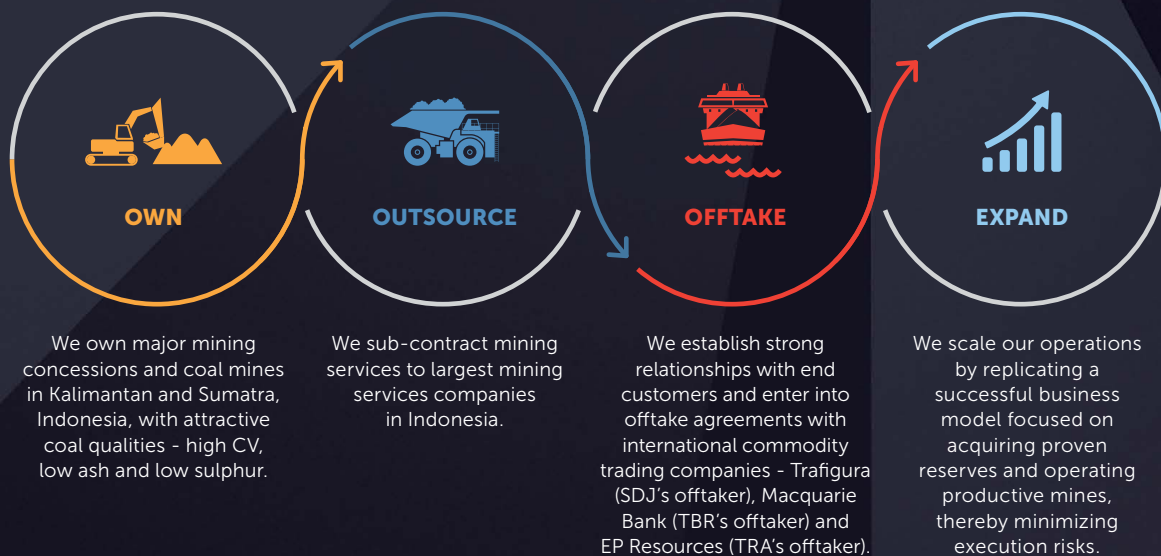 OWN
We own major mining
concessions and coal mines
in Kalimantan and Sumatra,
Indonesia, with attractive
coal qualities - high CV,
low ash and low sulphur.
OUTSOURCE
We sub-contract mining
services to largest mining
services companies
in Indonesia.
OFFTAKE
We establish strong
relationships with end
customers and enter into
offtake agreements with
international commodity
trading companies - Trafigura
(SDJ's offtaker), Macquarie
Bank (TBR's offtaker) and
EP Resources (TRA's offtaker).
EXPAND
We scale our operations
by replicating a
successful business
model focused on
acquiring proven
reserves and operating
productive mines,
thereby minimizing
execution risks.